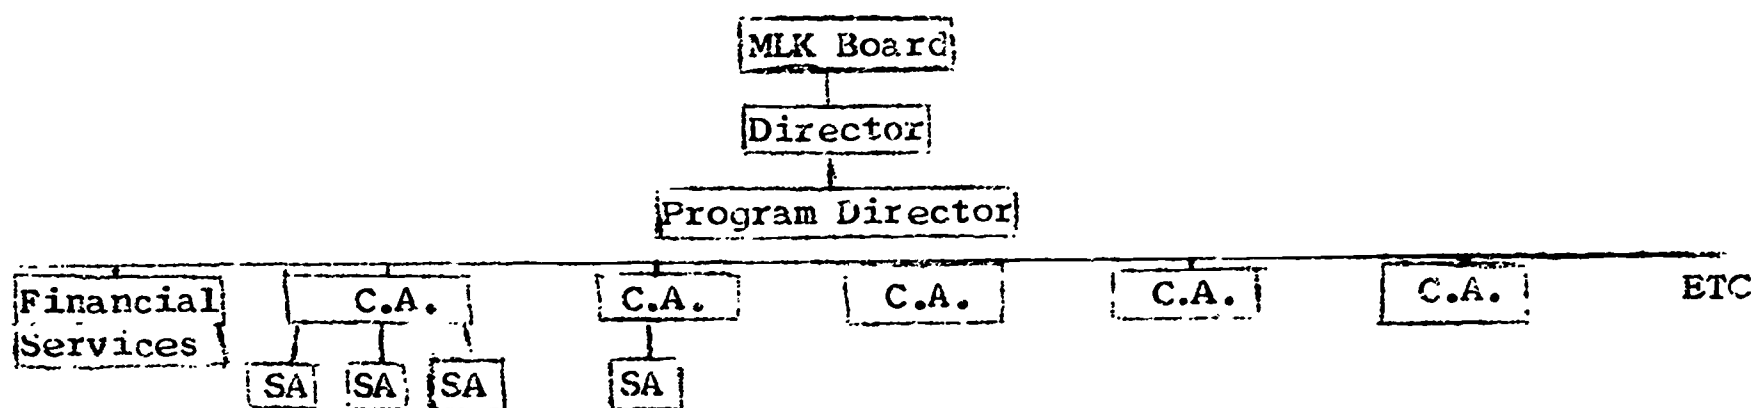 MLK Board
Director
Program Director
Financial C.A. C.A. C.A. C.A. C.A. ETC
Services
SA SA SA SA